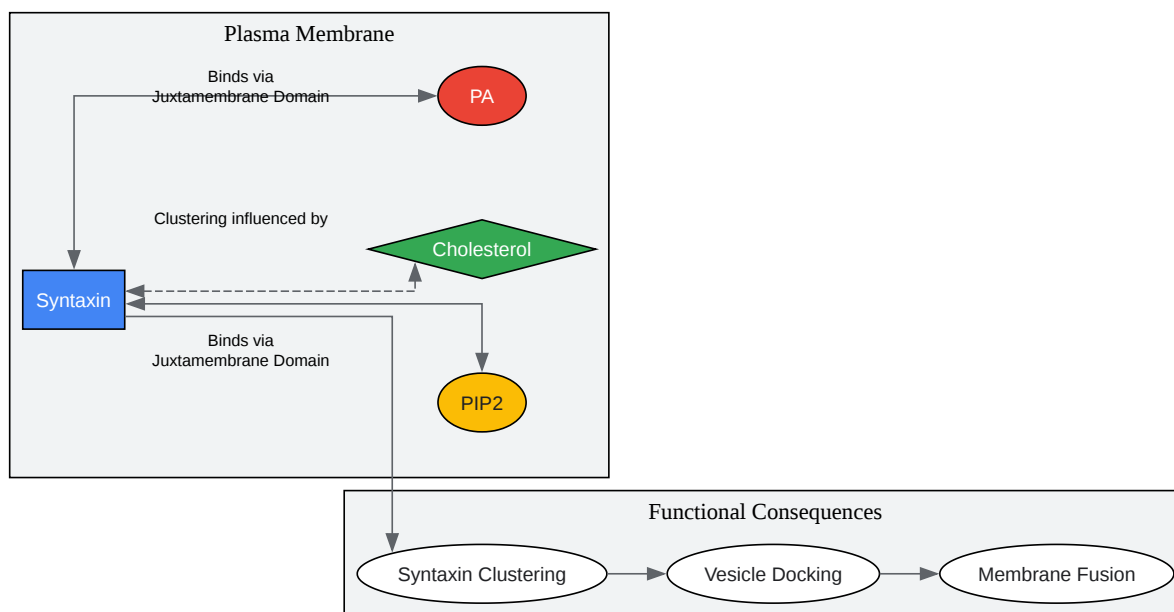 Plasma Membrane
Binds via
Juxtamembrane Domain
PA
Clustering influenced by
Cholesterol
Syntaxin
Binds via
Juxtamembrane Domain
PIP2
Functional Consequences
Syntaxin Clustering
Vesicle Docking
Membrane Fusion